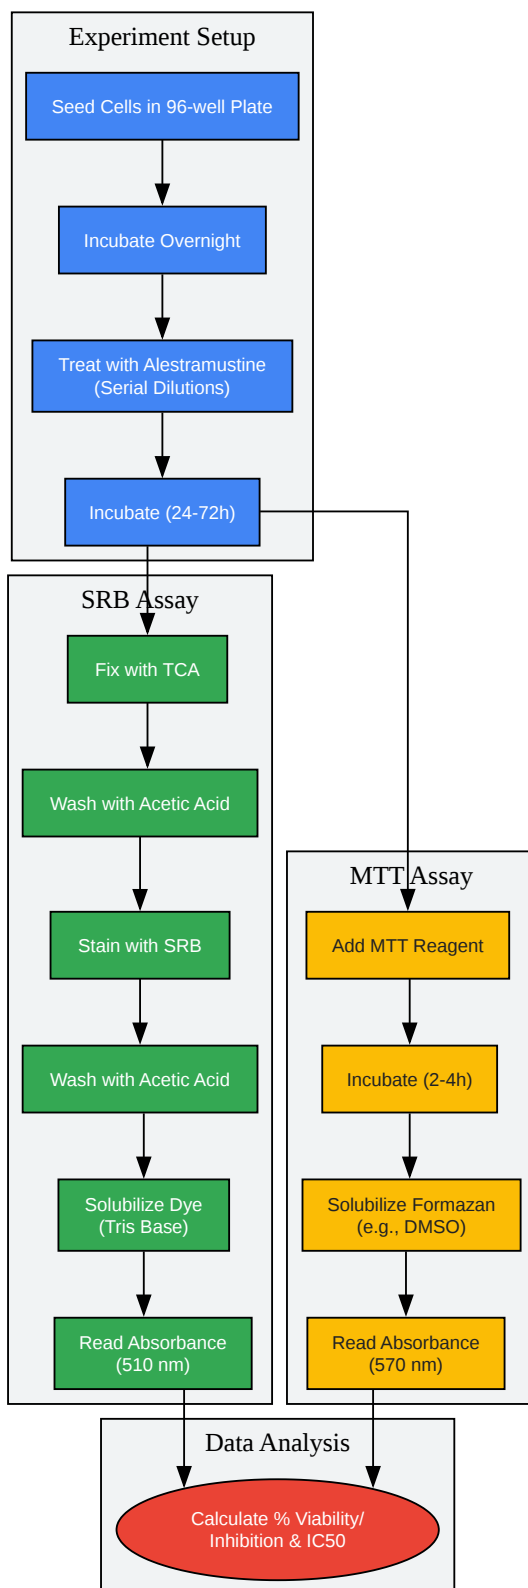 Experiment Setup
Seed Cells in 96-well Plate
Incubate Overnight
Treat with Alestramustine
(Serial Dilutions)
Incubate (24-72h)
SRB Assay
Fix with TCA
Wash with Acetic Acid
Stain with SRB
Wash with Acetic Acid
Solubilize Dye
(Tris Base)
Read Absorbance
(510 nm)
MTT Assay
Add MTT Reagent
Incubate (2-4h)
Solubilize Formazan
(e.g., DMSO)
Read Absorbance
(570 nm)
Data Analysis
Calculate % Viability/
Inhibition & IC50